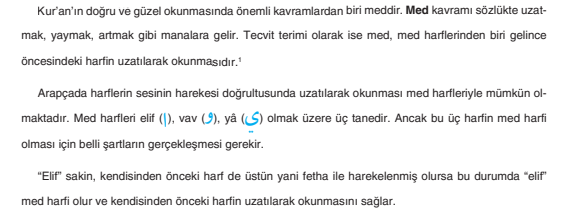 Kur'an'ın doğru ve güzel okunmasında önemli kavramlardan biri meddir. Med kavramı sözlükte uzat-
mak, yaymak, artmak gibi manalara gelir. Tecvit terimi olarak ise med, med harflerinden biri gelince
öncesindeki harfin uzatılarak okunmasıdır.¹
Arapçada harflerin sesinin harekesi doğrultusunda uzatılarak okunması med harfleriyle mümkün ol-
maktadır. Med harfleri elif (ا), vav (و), yâ (ي) olmak üzere üç tanedir. Ancak bu üç harfin med harfi
olması için belli şartların gerçekleşmesi gerekir.
“Elif” sakin, kendisinden önceki harf de üstün yani fetha ile harekelenmiş olursa bu durumda “elif”
med harfi olur ve kendisinden önceki harfin uzatılarak okunmasını sağlar.